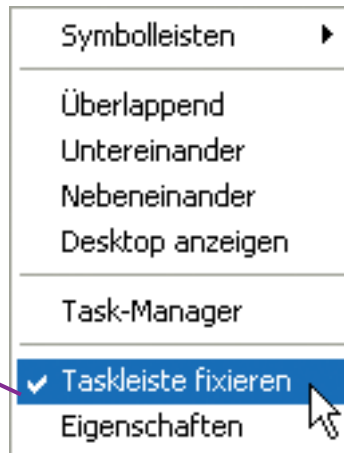 Symbolleisten
Überlappend
Untereinander
Nebeneinander
Desktop anzeigen
Task-Manager
Taskleiste fixieren
Eigenschaften